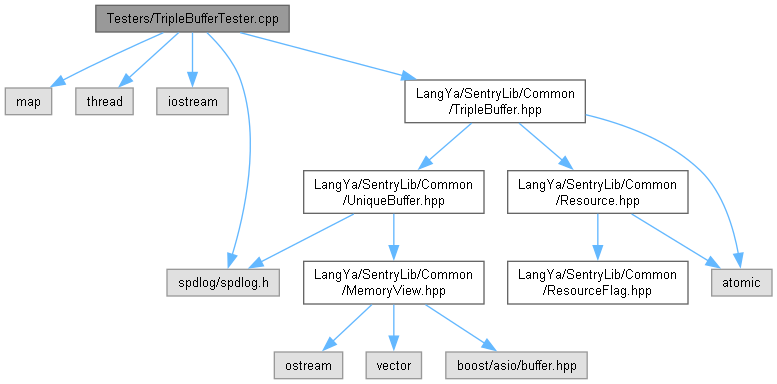 Testers/TripleBufferTester.cpp
map
thread
iostream
LangYa/SentryLib/Common
/TripleBuffer.hpp
LangYa/SentryLib/Common
/UniqueBuffer.hpp
LangYa/SentryLib/Common
/Resource.hpp
spdlog/spdlog.h
LangYa/SentryLib/Common
/MemoryView.hpp
LangYa/SentryLib/Common
/ResourceFlag.hpp
atomic
ostream
vector
boost/asio/buffer.hpp